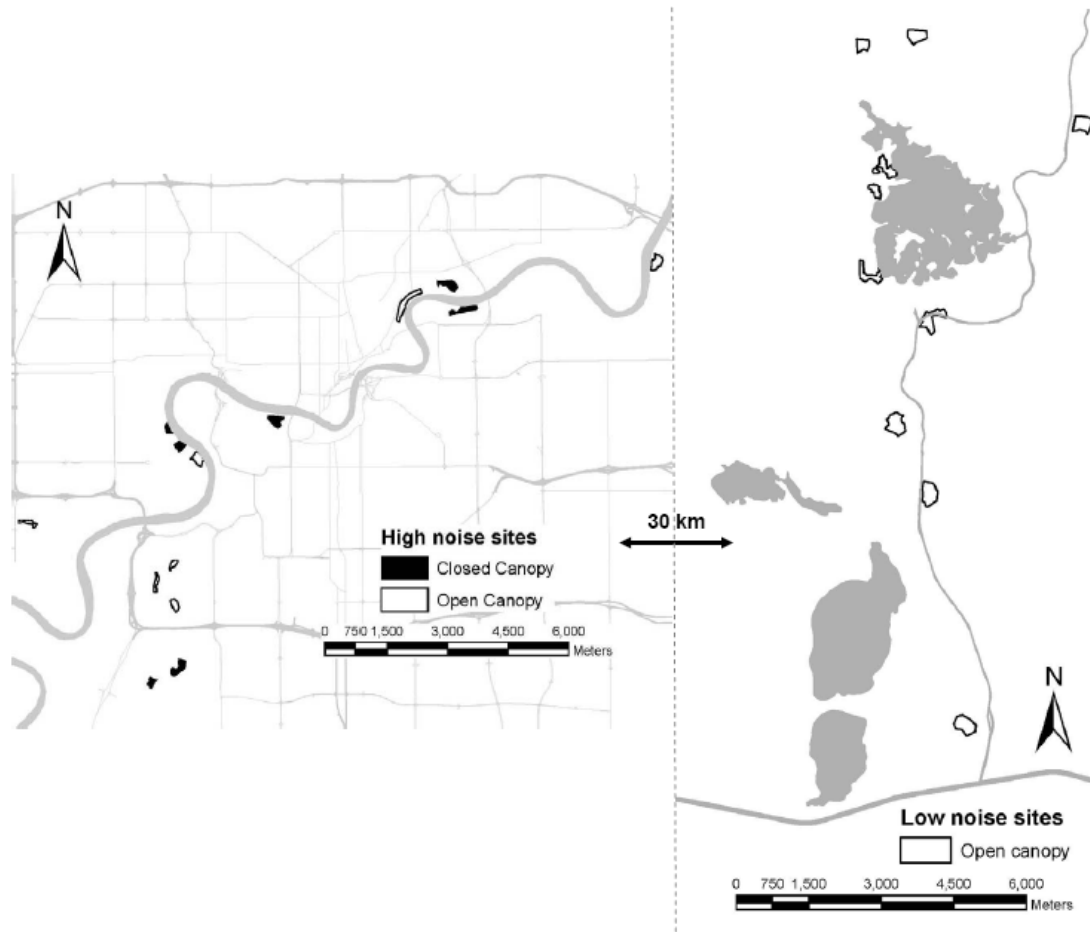 N
High noise sites
Closed Canopy
Open Canopy
0 750 1,500 3,000 4,500 6,000
Meters
30 km
N
Low noise sites
Open canopy
0 750 1,500 3,000 4,500 6,000
Meters